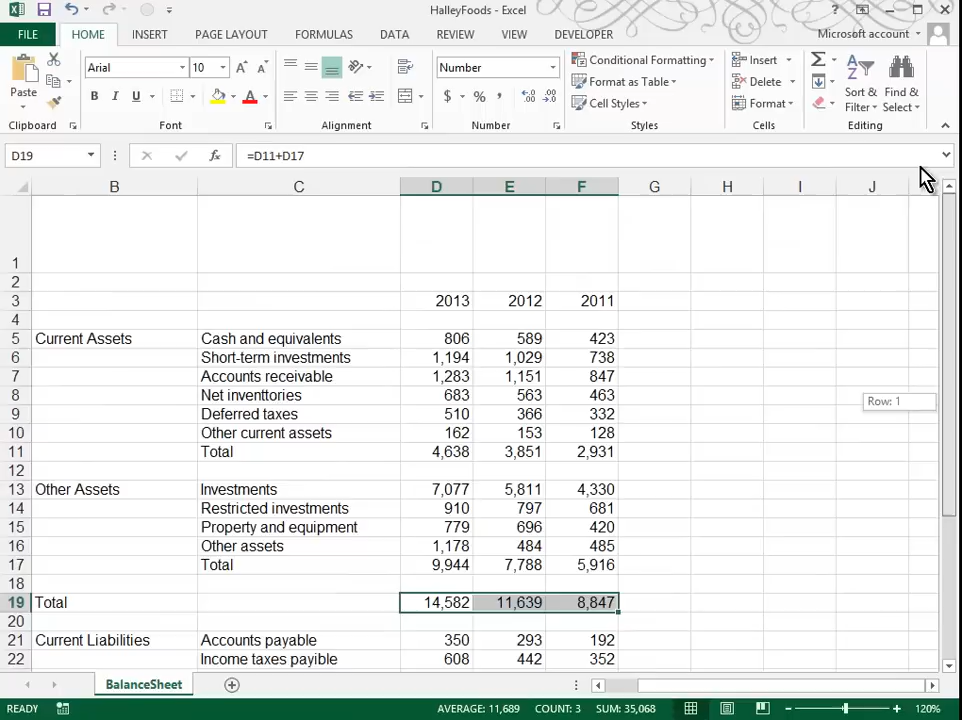 HalleyFoods - Excel
?
FILE HOME INSERT PAGE LAYOUT FORMULAS DATA REVIEW VIEW DEVELOPER Microsoft account
Paste
Clipboard
Arial 10 A A
B I U A
Font
Alignment
Number
$ % , .0 .00 .00 .0
Number
Conditional Formatting
Format as Table
Cell Styles
Styles
Insert
Delete
Format
Cells
Σ A Z
Sort & Filter Find & Select
Editing
D19 fx =D11+D17
B C D E F G H I J
1
2
3 2013 2012 2011
4
5 Current Assets Cash and equivalents 806 589 423
6 Short-term investments 1,194 1,029 738
7 Accounts receivable 1,283 1,151 847
8 Net inventtories 683 563 463
Row: 1
9 Deferred taxes 510 366 332
10 Other current assets 162 153 128
11 Total 4,638 3,851 2,931
12
13 Other Assets Investments 7,077 5,811 4,330
14 Restricted investments 910 797 681
15 Property and equipment 779 696 420
16 Other assets 1,178 484 485
17 Total 9,944 7,788 5,916
18
19 Total 14,582 11,639 8,847
20
21 Current Liabilities Accounts payable 350 293 192
22 Income taxes payible 608 442 352
BalanceSheet
READY AVERAGE: 11,689 COUNT: 3 SUM: 35,068 120%